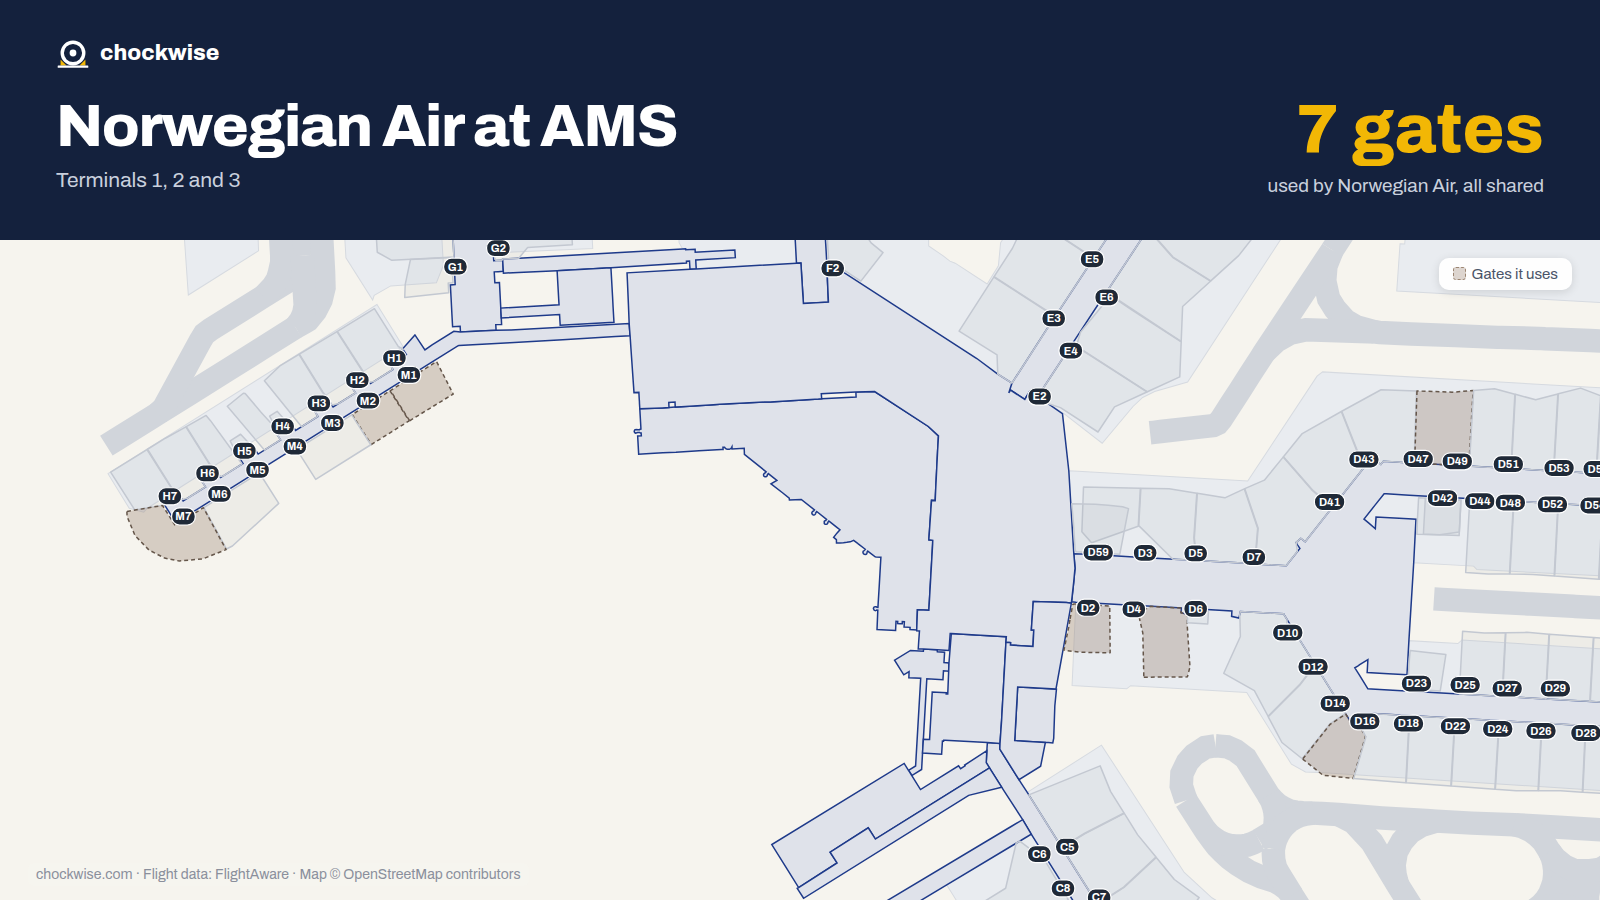 chockwise
Norwegian Air at AMS
Terminals 1, 2 and 3
7 gates
used by Norwegian Air, all shared
Gates it uses
G2
G1
F2
E5
E6
E3
E4
E2
H1
M1
H2
M2
H3
M3
H4
M4
H5
M5
H6
M6
H7
M7
D43
D47
D49
D51
D53
D41
D42
D44
D48
D52
D59
D3
D5
D7
D2
D4
D6
D10
D12
D14
D16
D18
D22
D24
D26
D28
D23
D25
D27
D29
C6
C5
C8
C7
chockwise.com · Flight data: FlightAware · Map © OpenStreetMap contributors